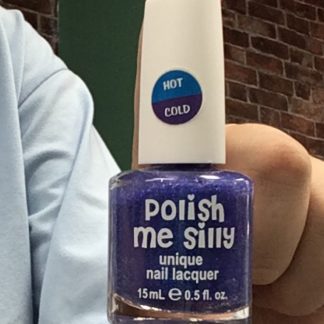 HOT
COLD
polish
me silly
unique
nail lacquer
15mL ℮ 0.5 fl. oz.